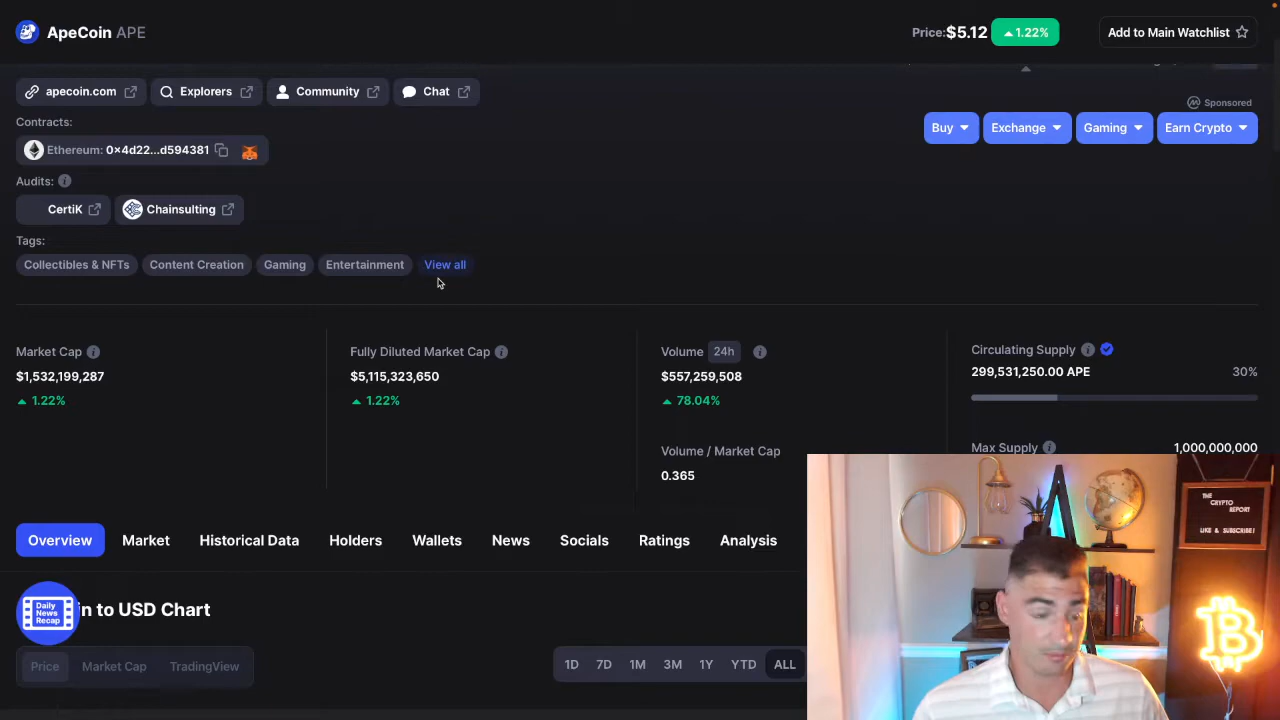 ApeCoin APE
Price: $5.12 1.22%
Add to Main Watchlist
apecoin.com Explorers Community Chat
Sponsored
Contracts:
Buy Exchange Gaming Earn Crypto
Ethereum: 0x4d22...d594381
Audits:
CertiK Chainsulting
Tags:
Collectibles & NFTs Content Creation Gaming Entertainment View all
Market Cap
$1,532,199,287
1.22%
Fully Diluted Market Cap
$5,115,323,650
1.22%
Volume 24h
$557,259,508
78.04%
Volume / Market Cap
0.365
Circulating Supply
299,531,250.00 APE 30%
Max Supply 1,000,000,000
Overview Market Historical Data Holders Wallets News Socials Ratings Analysis
Daily
News
Recap
in to USD Chart
Price Market Cap TradingView
1D 7D 1M 3M 1Y YTD ALL
THE
CRYPTO
REPORT
LIKE & SUBSCRIBE!